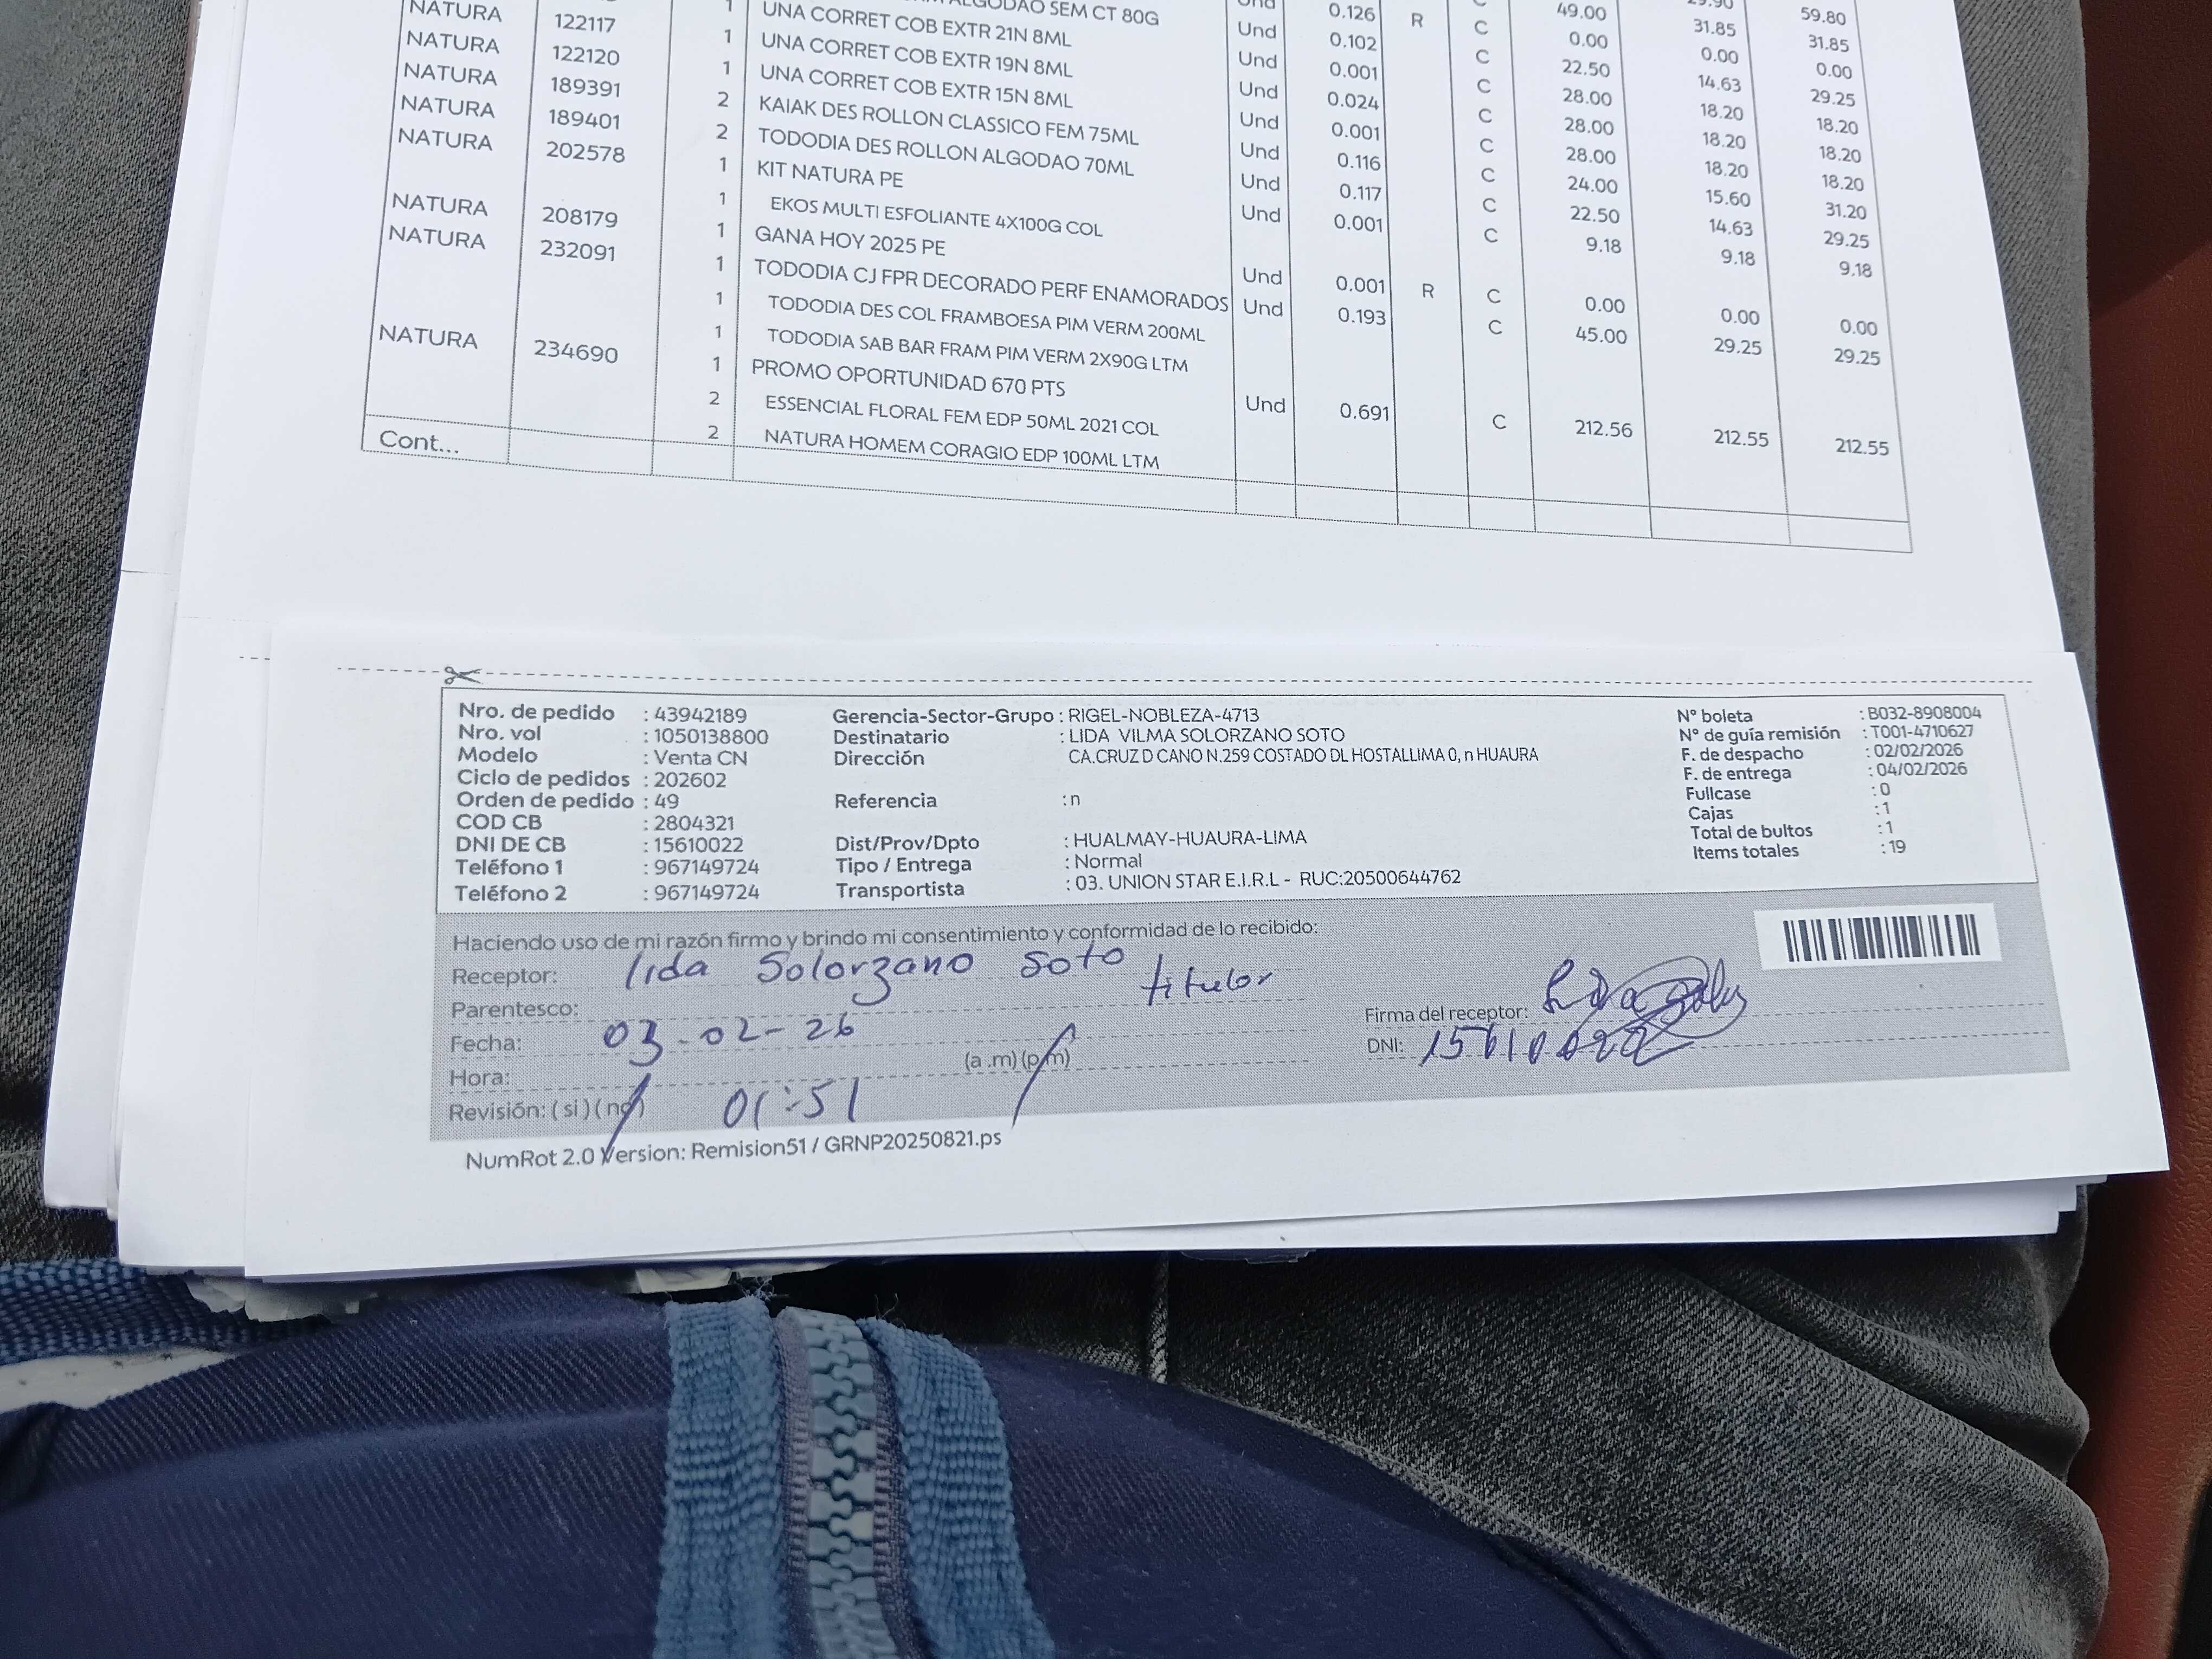 NATURA 122117 1 UNA CORRET COB EXTR 21N 8ML Und 0.126 R C 49.00 29.90 59.80
NATURA 122120 1 UNA CORRET COB EXTR 19N 8ML Und 0.102 C 0.00 31.85 31.85
NATURA 189391 1 UNA CORRET COB EXTR 15N 8ML Und 0.001 C 22.50 0.00 0.00
NATURA 189401 2 KAIAK DES ROLLON CLASSICO FEM 75ML Und 0.024 C 28.00 14.63 29.25
NATURA 202578 2 TODODIA DES ROLLON ALGODAO 70ML Und 0.001 C 28.00 18.20 18.20
1 KIT NATURA PE Und 0.116 C 28.00 18.20 18.20
NATURA 208179 1 EKOS MULTI ESFOLIANTE 4X100G COL Und 0.117 C 24.00 18.20 18.20
NATURA 232091 1 GANA HOY 2025 PE Und 0.001 C 22.50 15.60 31.20
C 9.18 14.63 29.25
9.18 9.18
1 TODODIA CJ FPR DECORADO PERF ENAMORADOS Und 0.001 R C 0.00 0.00 0.00
1 TODODIA DES COL FRAMBOESA PIM VERM 200ML Und 0.193 C 45.00 29.25 29.25
1 TODODIA SAB BAR FRAM PIM VERM 2X90G LTM
NATURA 234690 1 PROMO OPORTUNIDAD 670 PTS Und 0.691 C 212.56 212.55 212.55
2 ESSENCIAL FLORAL FEM EDP 50ML 2021 COL
Cont... 2 NATURA HOMEM CORAGIO EDP 100ML LTM
Nro. de pedido : 43942189 Gerencia-Sector-Grupo : RIGEL-NOBLEZA-4713 N° boleta : B032-8908004
Nro. vol : 1050138800 Destinatario : LIDA VILMA SOLORZANO SOTO N° de guía remisión : T001-4710627
Modelo : Venta CN Dirección CA.CRUZ D CANO N.259 COSTADO DL HOSTALLIMA 0, n HUAURA F. de despacho : 02/02/2026
Ciclo de pedidos : 202602 F. de entrega : 04/02/2026
Orden de pedido : 49 Referencia : n Fullcase : 0
COD CB : 2804321 Cajas : 1
DNI DE CB : 15610022 Dist/Prov/Dpto : HUALMAY-HUAURA-LIMA Total de bultos : 1
Teléfono 1 : 967149724 Tipo / Entrega : Normal Items totales : 19
Teléfono 2 : 967149724 Transportista : 03. UNION STAR E.I.R.L - RUC:20500644762
Haciendo uso de mi razón firmo y brindo mi consentimiento y conformidad de lo recibido:
Receptor: lida Solorzano Soto
Parentesco: titular
Firma del receptor:
Fecha: 03-02-26
DNI: 15610022
Hora: 01:51 (a .m) (p.m)
Revisión: ( si ) ( no )
NumRot 2.0 Version: Remision51 / GRNP20250821.ps